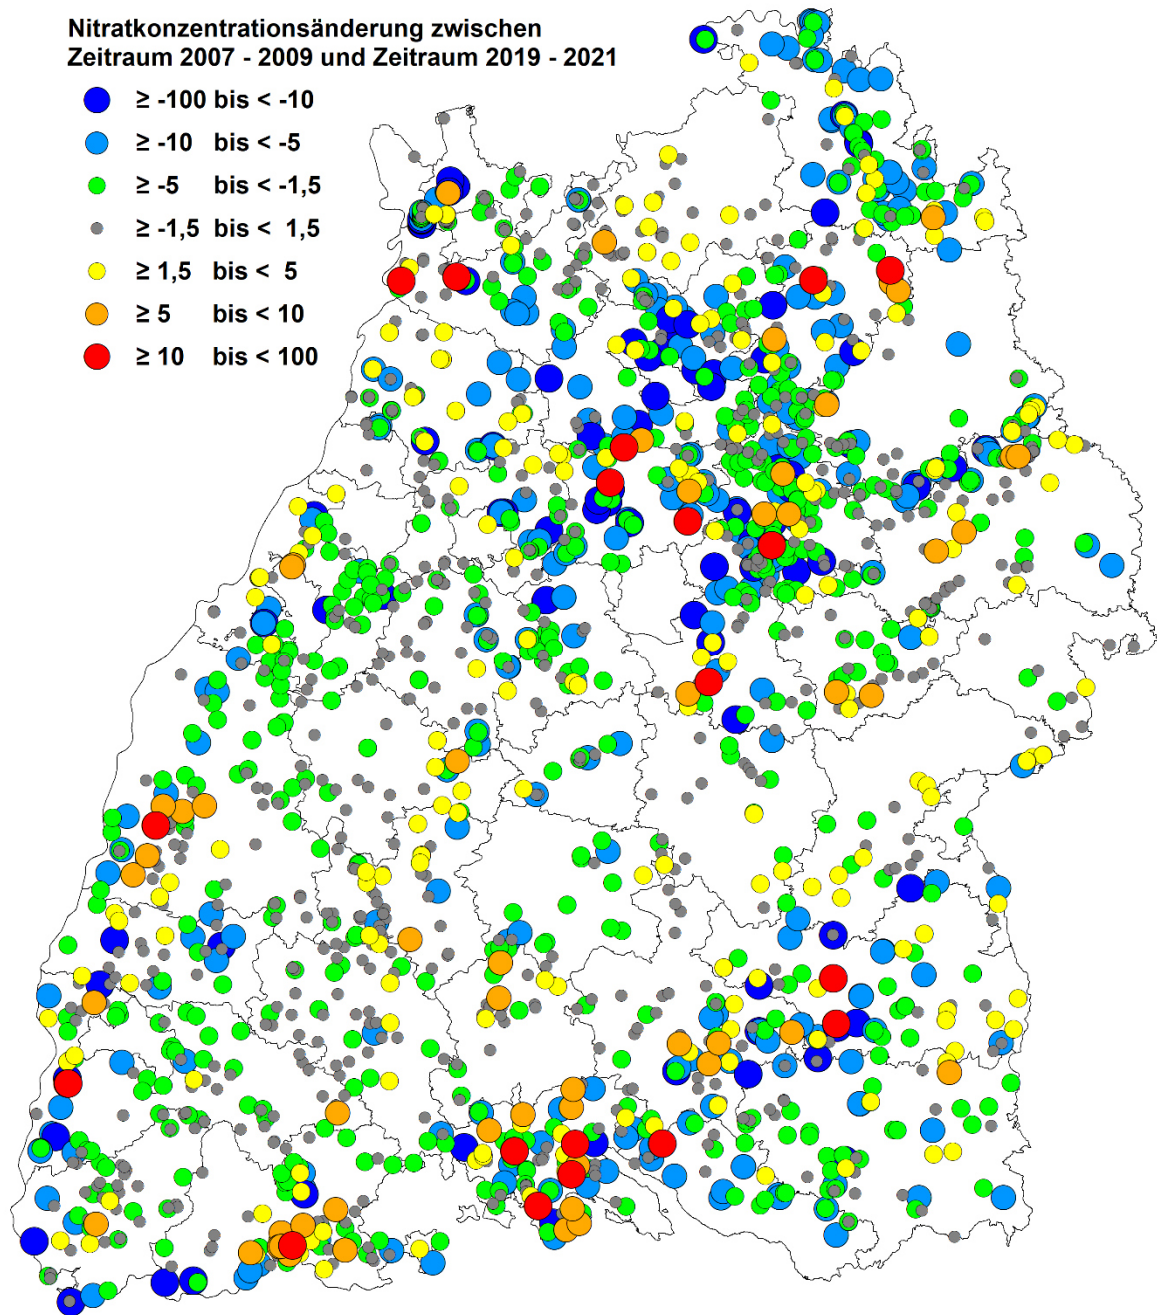 Nitratkonzentrationsänderung zwischen
Zeitraum 2007 - 2009 und Zeitraum 2019 - 2021
≥ -100 bis < -10
≥ -10 bis < -5
≥ -5 bis < -1,5
≥ -1,5 bis < 1,5
≥ 1,5 bis < 5
≥ 5 bis < 10
≥ 10 bis < 100